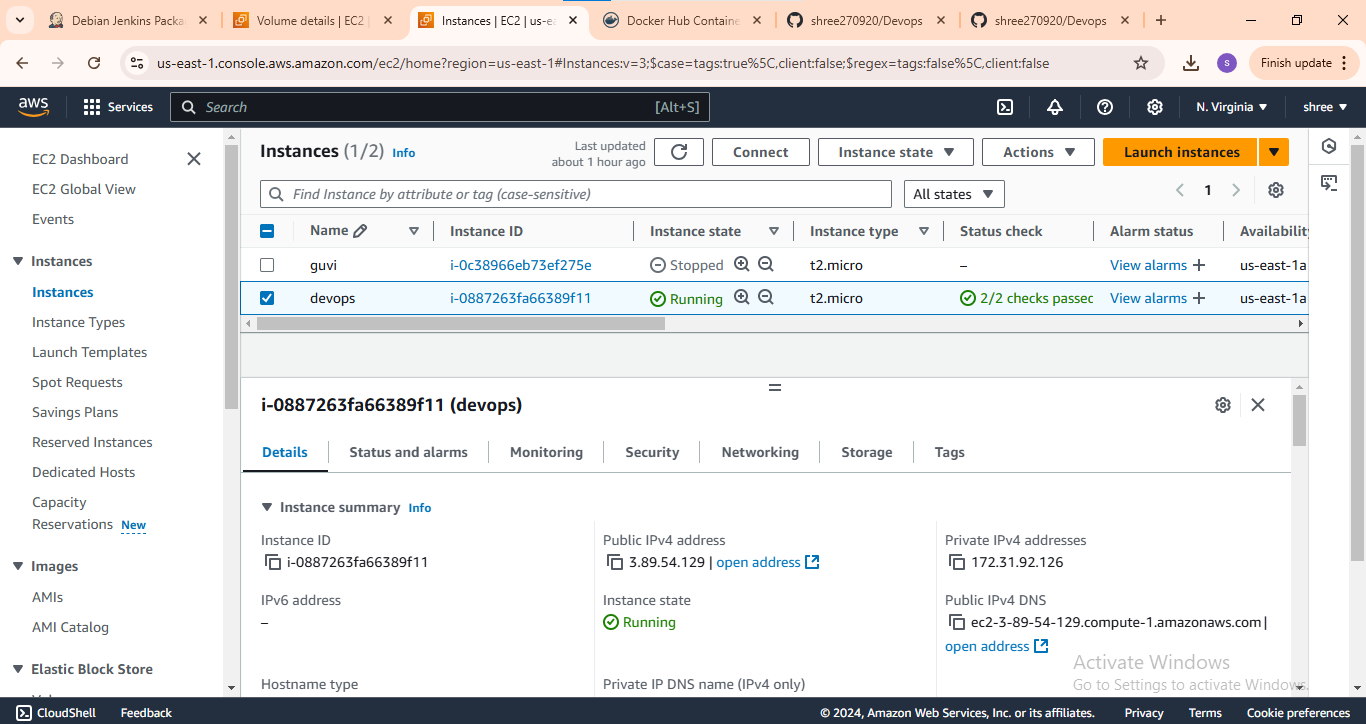 Debian Jenkins Packa
Volume details | EC2 |
Instances | EC2 | us-ea
Docker Hub Containe
shree270920/Devops
shree270920/Devops
us-east-1.console.aws.amazon.com/ec2/home?region=us-east-1#Instances:v=3;$case=tags:true%5C,client:false;$regex=tags:false%5C,client:false
S
Finish update
aws
Services
Search
[Alt+S]
N. Virginia
shree
EC2 Dashboard
EC2 Global View
Events
Instances
Instances
Instance Types
Launch Templates
Spot Requests
Savings Plans
Reserved Instances
Dedicated Hosts
Capacity
Reservations New
Images
AMIs
AMI Catalog
Elastic Block Store
Instances (1/2) Info
Last updated
about 1 hour ago
Connect
Instance state
Actions
Launch instances
Find Instance by attribute or tag (case-sensitive)
All states
1
Name Instance ID Instance state Instance type Status check Alarm status Availability
guvi i-0c38966eb73ef275e Stopped t2.micro – View alarms + us-east-1a
devops i-0887263fa66389f11 Running t2.micro 2/2 checks passed View alarms + us-east-1a
i-0887263fa66389f11 (devops)
Details Status and alarms Monitoring Security Networking Storage Tags
Instance summary Info
Instance ID
i-0887263fa66389f11
Public IPv4 address
3.89.54.129 | open address
Private IPv4 addresses
172.31.92.126
IPv6 address
–
Instance state
Running
Public IPv4 DNS
ec2-3-89-54-129.compute-1.amazonaws.com |
open address
Hostname type
Private IP DNS name (IPv4 only)
Activate Windows
Go to Settings to activate Windows.
CloudShell
Feedback
© 2024, Amazon Web Services, Inc. or its affiliates.
Privacy
Terms
Cookie preferences